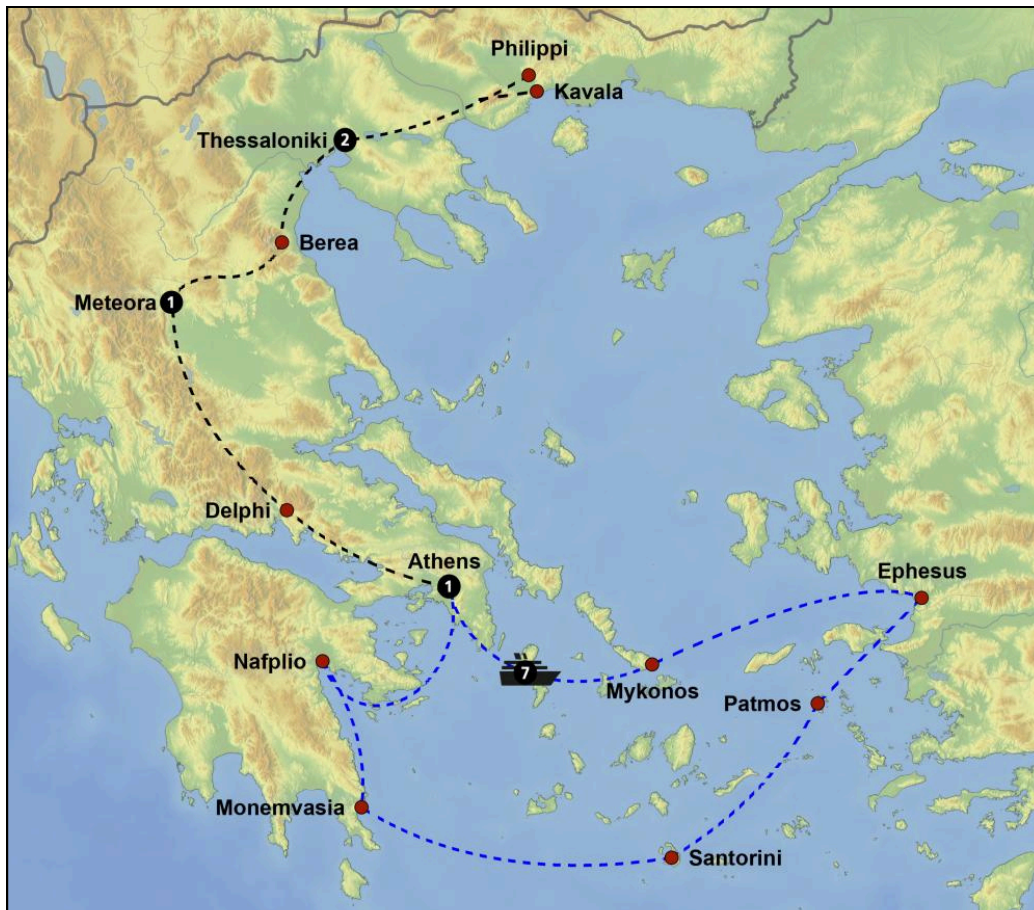 Philippi
Kavala
Thessaloniki 2
Berea
Meteora 1
Delphi
Athens
1
Ephesus
Nafplio
7
Mykonos
Patmos
Monemvasia
Santorini